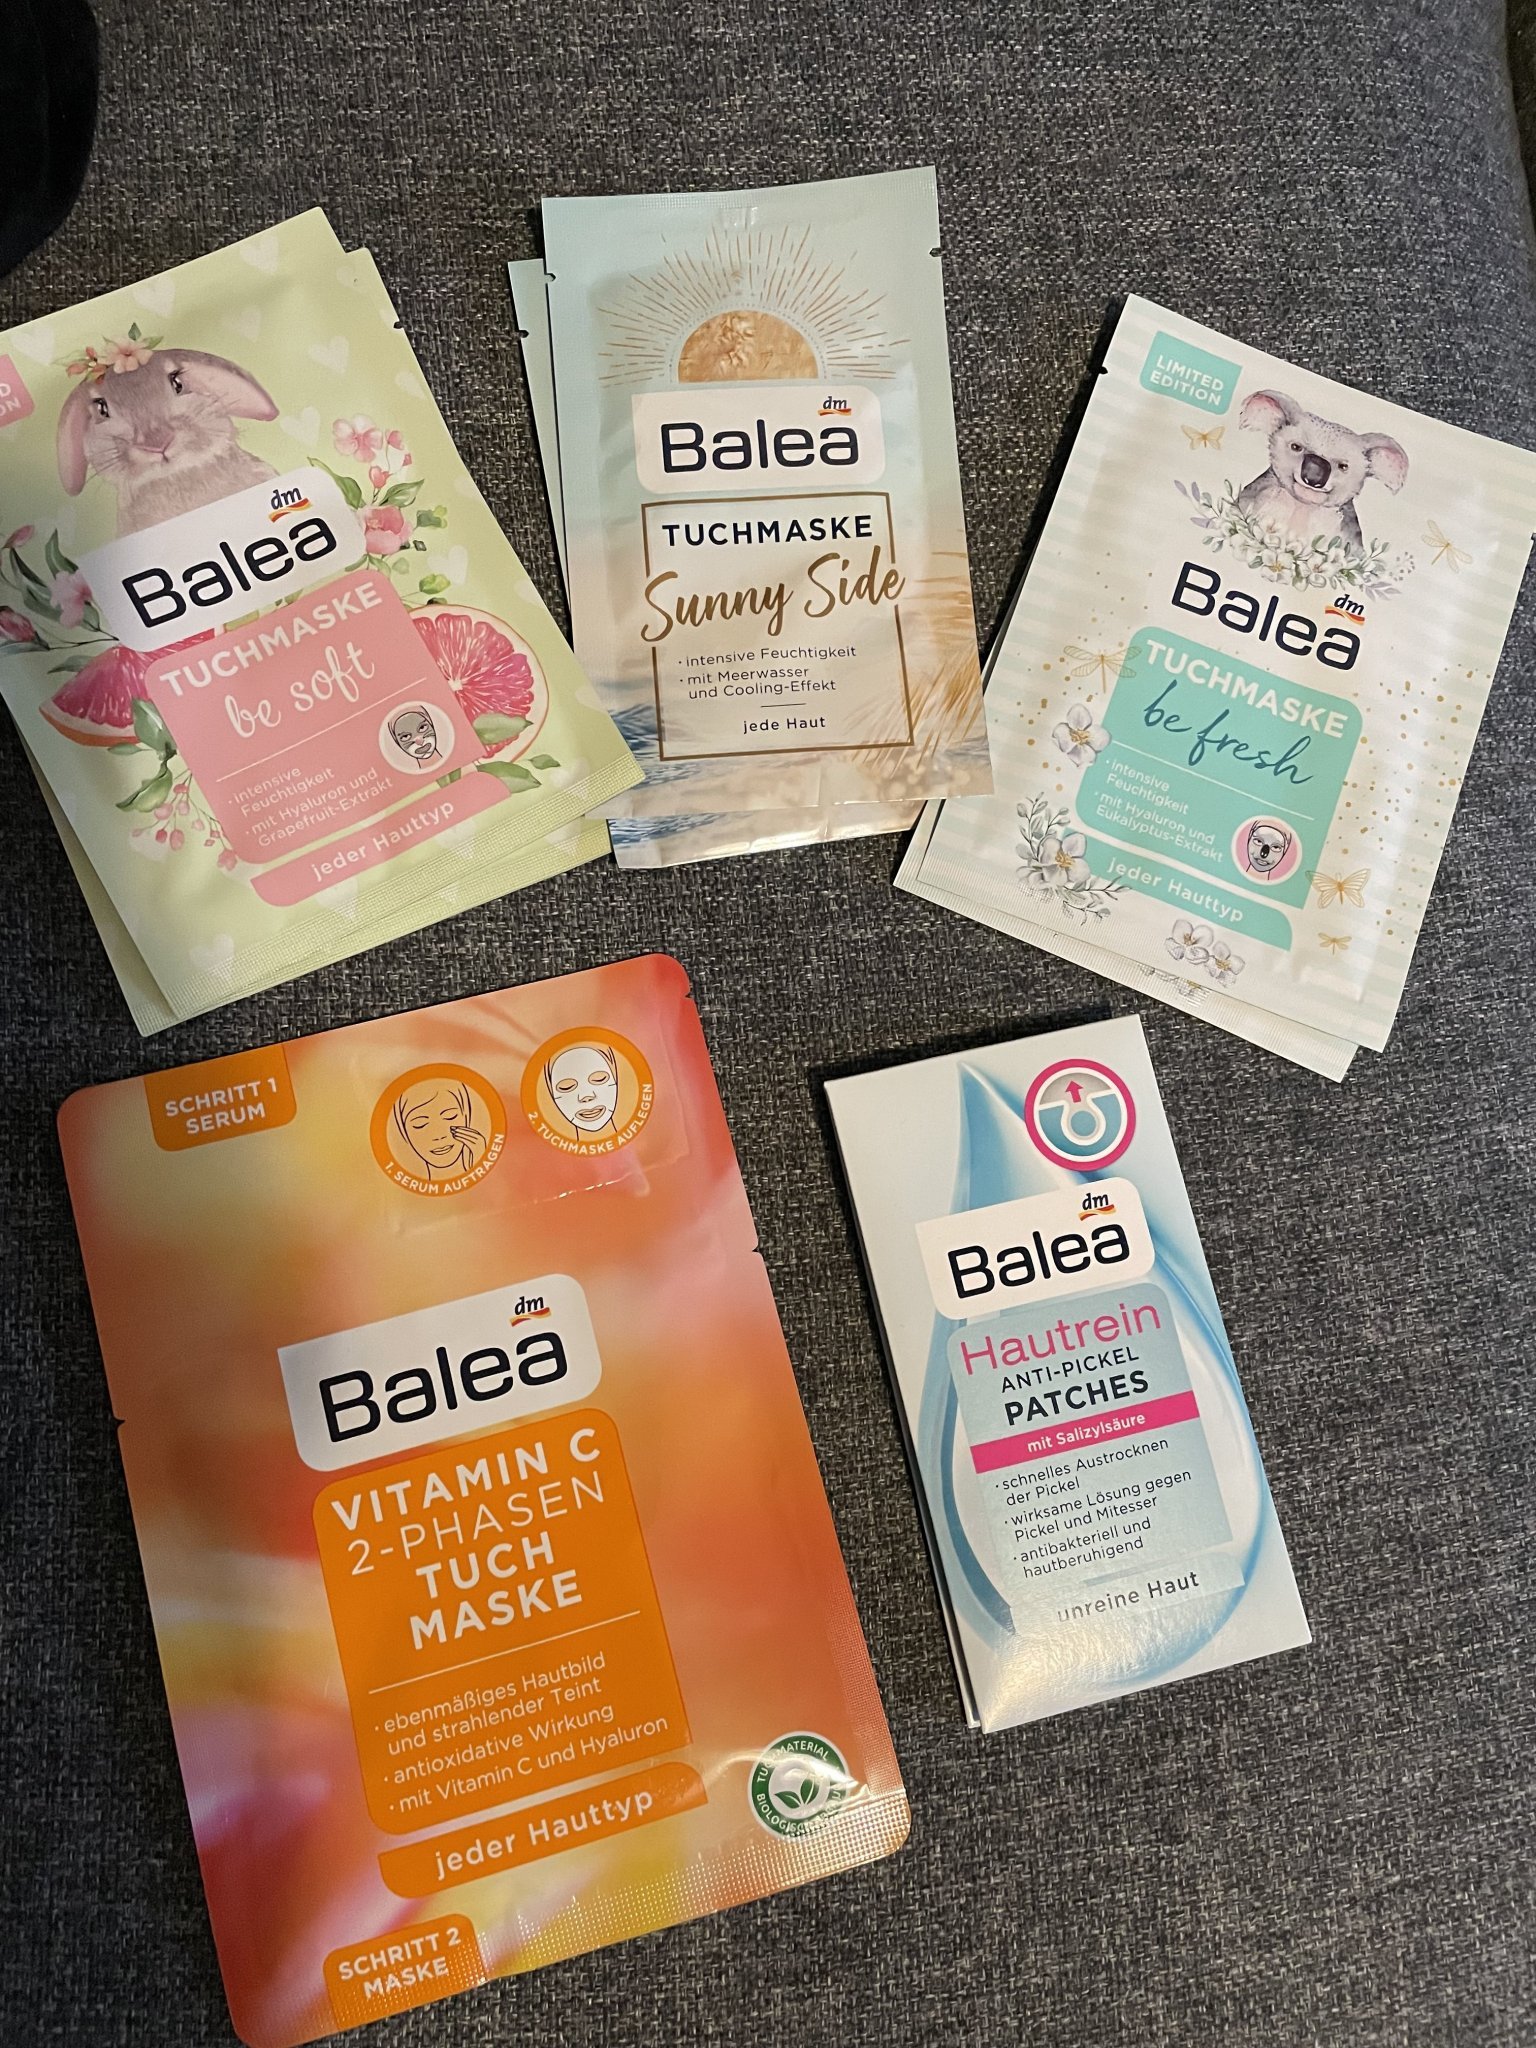 dm
Balea
TUCHMASKE
be soft
· intensive
Feuchtigkeit
· mit Hyaluron und
Grapefruit-Extrakt
jeder Hauttyp
dm
Balea
TUCHMASKE
Sunny Side
· intensive Feuchtigkeit
· mit Meerwasser
und Cooling-Effekt
jede Haut
LIMITED
EDITION
Balea
dm
TUCHMASKE
be fresh
· intensive
Feuchtigkeit
· mit Hyaluron und
Eukalyptus-Extrakt
jeder Hauttyp
SCHRITT 1
SERUM
1. SERUM AUFTRAGEN
2. TUCHMASKE AUFLEGEN
dm
Balea
VITAMIN C
2-PHASEN
TUCH
MASKE
· ebenmäßiges Hautbild
und strahlender Teint
· antioxidative Wirkung
· mit Vitamin C und Hyaluron
jeder Hauttyp
SCHRITT 2
MASKE
dm
Balea
Hautrein
ANTI-PICKEL
PATCHES
mit Salizylsäure
· schnelles Austrocknen
der Pickel
· wirksame Lösung gegen
Pickel und Mitesser
· antibakteriell und
hautberuhigend
unreine Haut